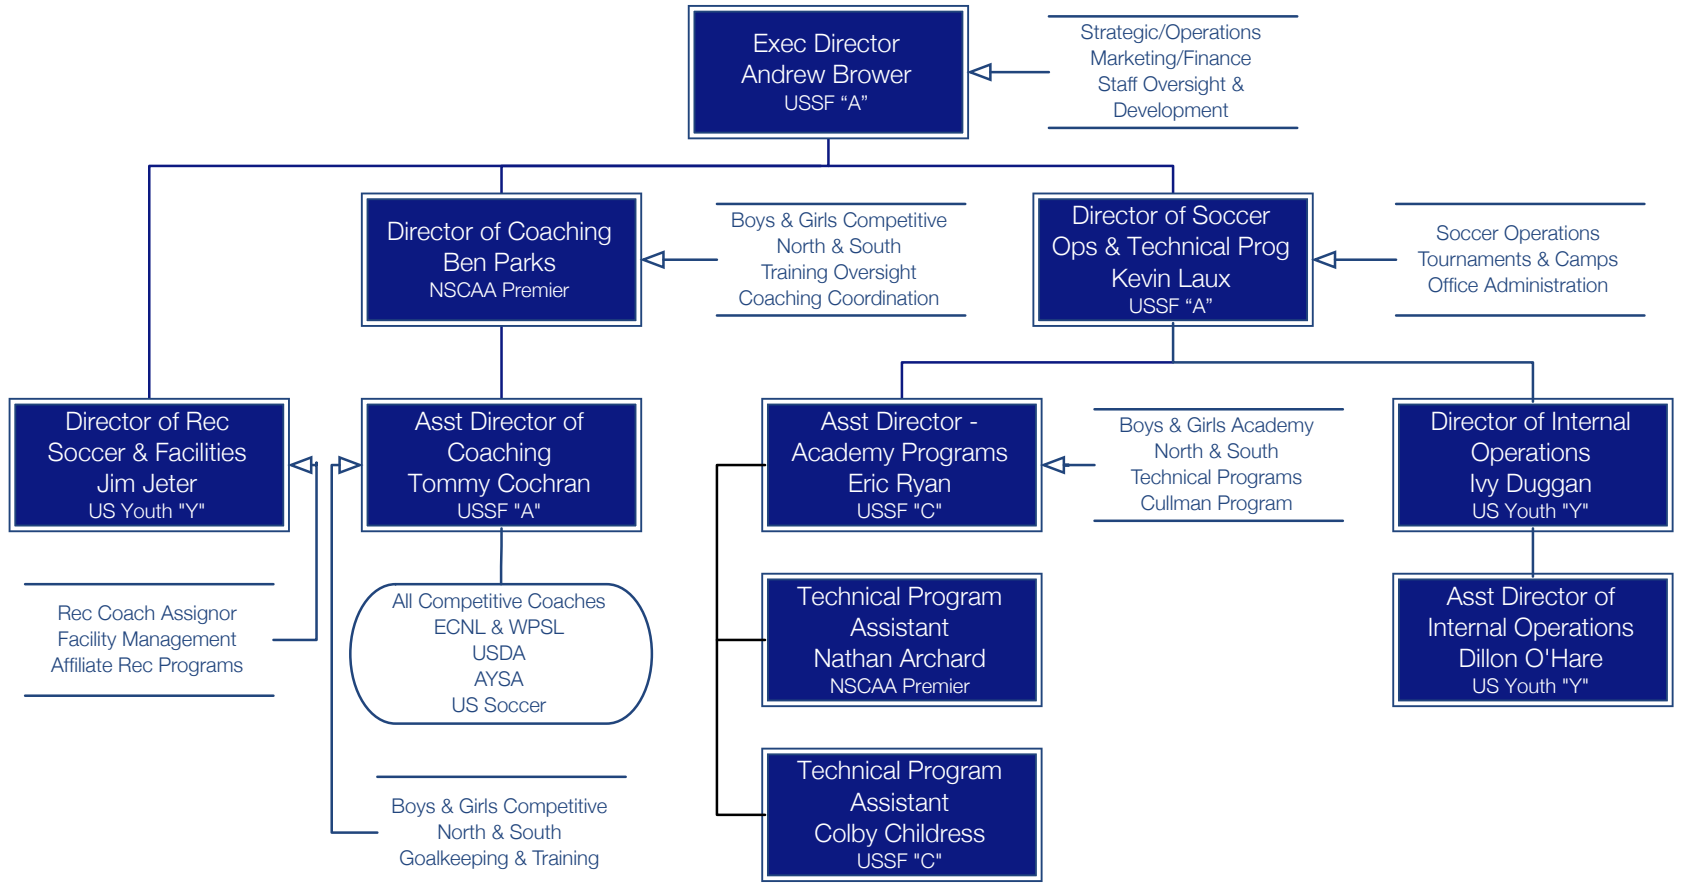 Exec Director
Andrew Brower
USSF “A”
Strategic/Operations
Marketing/Finance
Staff Oversight &
Development
Director of Coaching
Ben Parks
NSCAA Premier
Boys & Girls Competitive
North & South
Training Oversight
Coaching Coordination
Director of Soccer
Ops & Technical Prog
Kevin Laux
USSF “A”
Soccer Operations
Tournaments & Camps
Office Administration
Director of Rec
Soccer & Facilities
Jim Jeter
US Youth "Y"
Asst Director of
Coaching
Tommy Cochran
USSF "A"
Asst Director -
Academy Programs
Eric Ryan
USSF "C"
Boys & Girls Academy
North & South
Technical Programs
Cullman Program
Director of Internal
Operations
Ivy Duggan
US Youth "Y"
Rec Coach Assignor
Facility Management
Affiliate Rec Programs
All Competitive Coaches
ECNL & WPSL
USDA
AYSA
US Soccer
Technical Program
Assistant
Nathan Archard
NSCAA Premier
Asst Director of
Internal Operations
Dillon O'Hare
US Youth "Y"
Boys & Girls Competitive
North & South
Goalkeeping & Training
Technical Program
Assistant
Colby Childress
USSF "C"